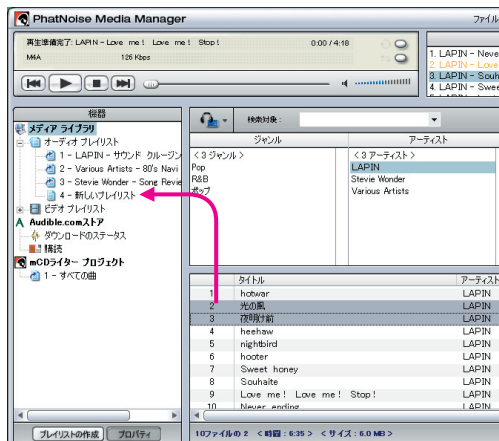 PhatNoise Media Manager
ファイル
再生準備完了: LAPIN - Love me! Love me! Stop!
0:00 / 4:18
M4A
126 Kbps
1. LAPIN - Neve
2. LAPIN - Love
3. LAPIN - Souh
4. LAPIN - Swee
機器
メディア ライブラリ
オーディオ プレイリスト
1 - LAPIN - サウンド クルージン
2 - Various Artists - 80's Navi
3 - Stevie Wonder - Song Revie
4 - 新しいプレイリスト
ビデオ プレイリスト
Audible.comストア
ダウンロードのステータス
購読
mCDライター プロジェクト
1 - すべての曲
プレイリストの作成
プロパティ
検索対象 :
ジャンル
アーティスト
<3 ジャンル>
Pop
R&B
ポップ
<3 アーティスト>
LAPIN
Stevie Wonder
Various Artists
タイトル
アーティスト
1 hotwar LAPIN
2 光の風 LAPIN
3 夜明け前 LAPIN
4 heehaw LAPIN
5 nightbird LAPIN
6 hooter LAPIN
7 Sweet honey LAPIN
8 Souhaite LAPIN
9 Love me! Love me! Stop! LAPIN
10 Never ending LAPIN
10ファイルの 2 <時間 : 6:35> <サイズ : 6.0 MB>